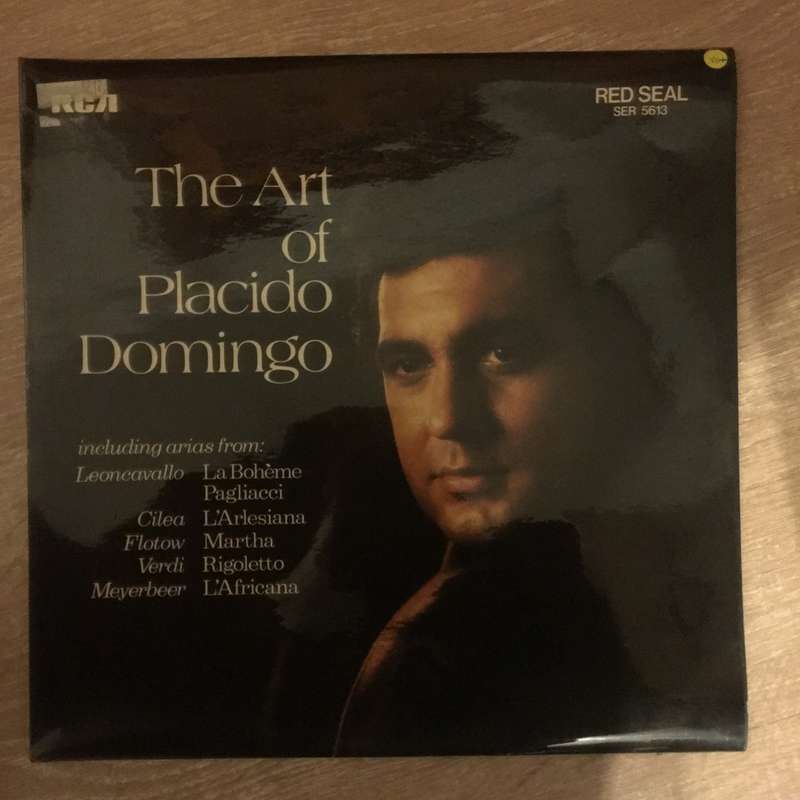 RCA
RED SEAL
SER 5613
The Art
of
Placido
Domingo
including arias from:
Leoncavallo La Bohème
Pagliacci
Cilea L'Arlesiana
Flotow Martha
Verdi Rigoletto
Meyerbeer L'Africana